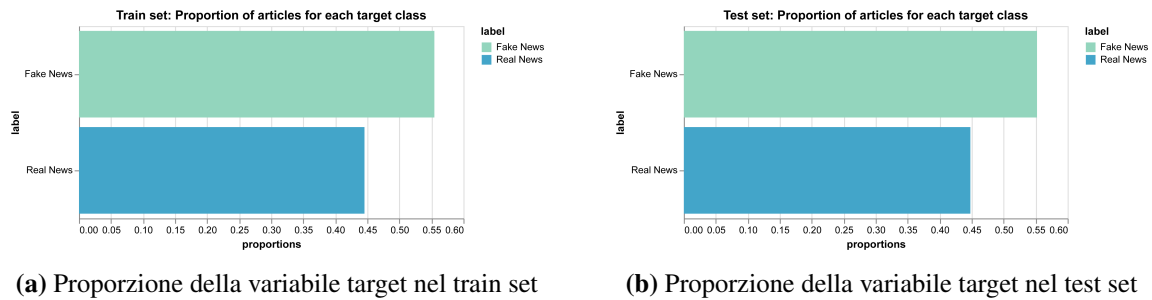 Train set: Proportion of articles for each target class
label
Fake News
Real News
Fake News
Real News
label
0.00 0.05 0.10 0.15 0.20 0.25 0.30 0.35 0.40 0.45 0.50 0.55 0.60
proportions
(a) Proporzione della variabile target nel train set
Test set: Proportion of articles for each target class
label
Fake News
Real News
Fake News
Real News
label
0.00 0.05 0.10 0.15 0.20 0.25 0.30 0.35 0.40 0.45 0.50 0.55 0.60
proportions
(b) Proporzione della variabile target nel test set